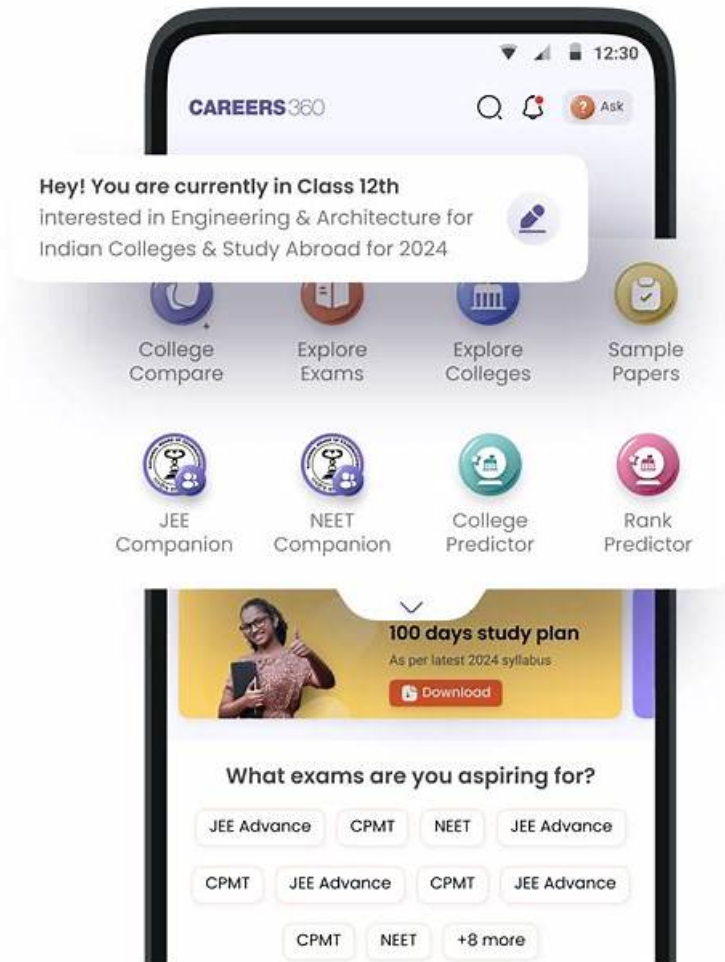 12:30
CAREERS360
Ask
Hey! You are currently in Class 12th
interested in Engineering & Architecture for
Indian Colleges & Study Abroad for 2024
College
Compare
Explore
Exams
Explore
Colleges
Sample
Papers
JEE
Companion
NEET
Companion
College
Predictor
Rank
Predictor
100 days study plan
As per latest 2024 syllabus
Download
What exams are you aspiring for?
JEE Advance CPMT NEET JEE Advance
CPMT JEE Advance CPMT JEE Advance
CPMT NEET +8 more